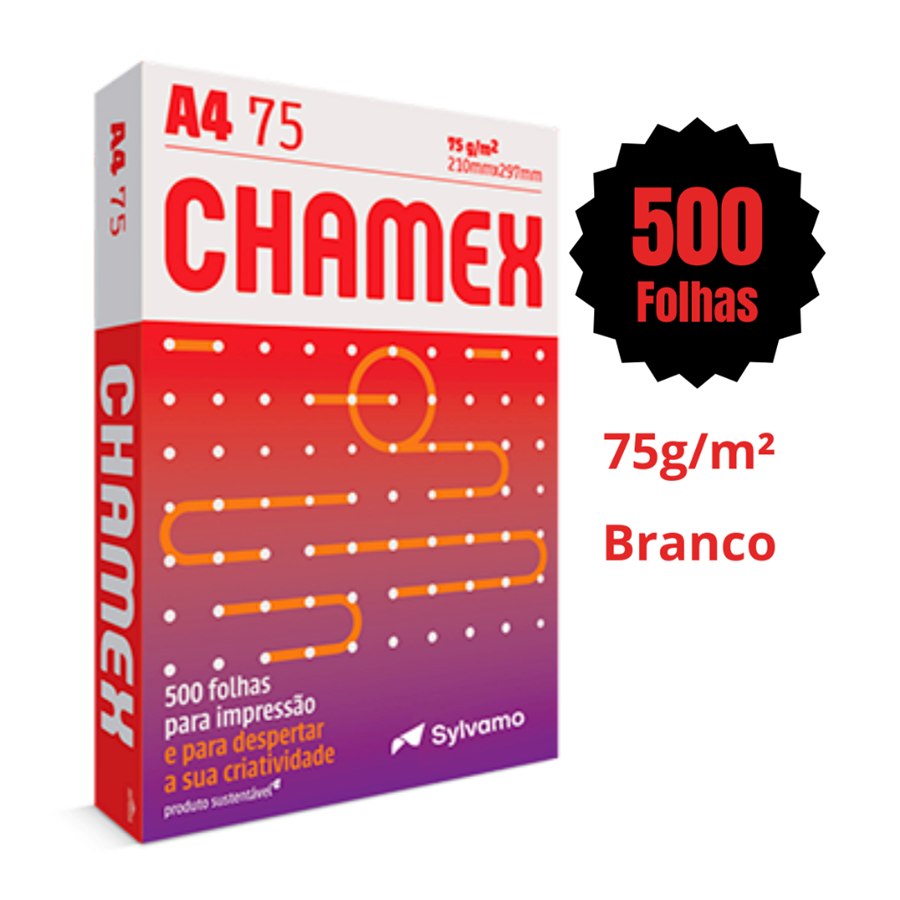 A4 75
75 g/m²
210mmx297mm
CHAMEX
A4 75
CHAMEX
500 folhas
para impressão
e para despertar
a sua criatividade
produto sustentável
Sylvamo
500
Folhas
75g/m²
Branco